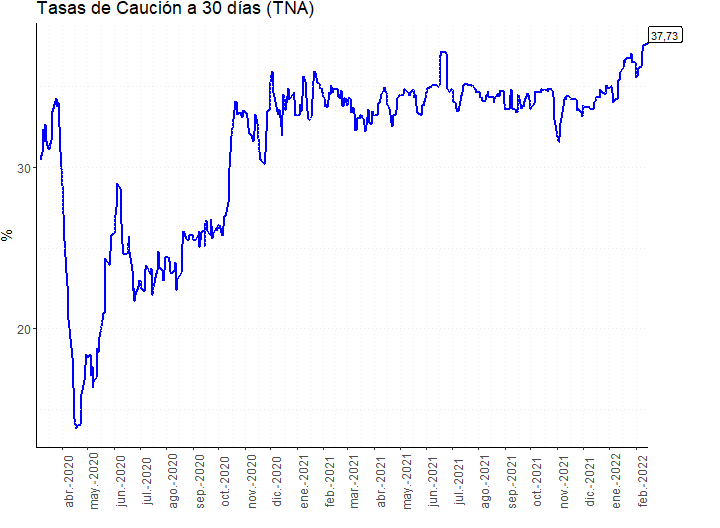 Tasas de Caución a 30 días (TNA)
37,73
30
20
%
abr.-2020
may.-2020
jun.-2020
jul.-2020
ago.-2020
sep.-2020
oct.-2020
nov.-2020
dic.-2020
ene.-2021
feb.-2021
mar.-2021
abr.-2021
may.-2021
jun.-2021
jul.-2021
ago.-2021
sep.-2021
oct.-2021
nov.-2021
dic.-2021
ene.-2022
feb.-2022